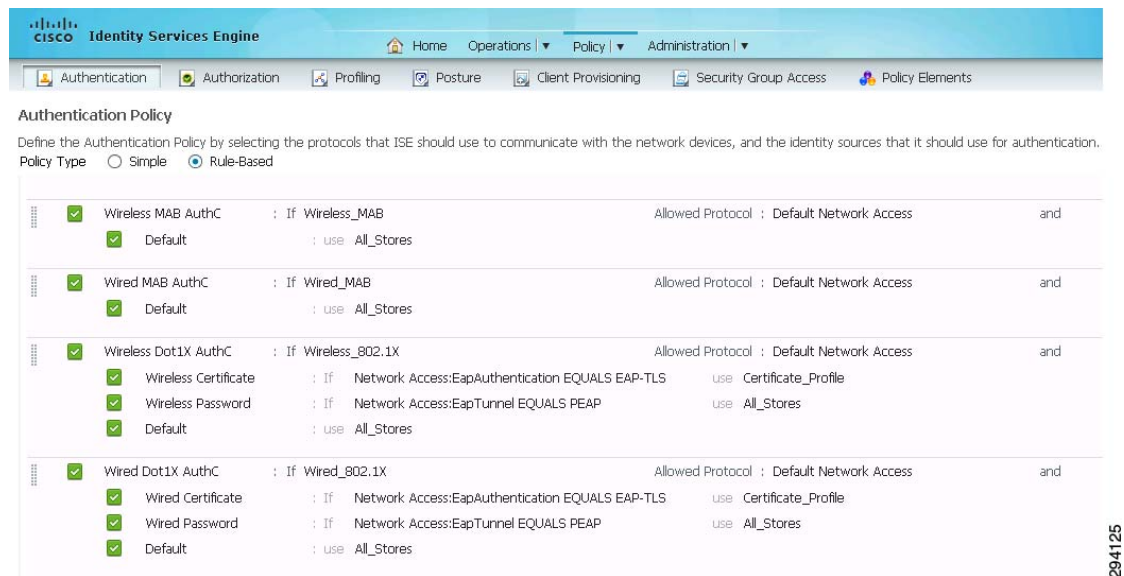 cisco Identity Services Engine
Home Operations | ▼ Policy | ▼ Administration | ▼
Authentication Authorization Profiling Posture Client Provisioning Security Group Access Policy Elements
Authentication Policy
Define the Authentication Policy by selecting the protocols that ISE should use to communicate with the network devices, and the identity sources that it should use for authentication.
Policy Type Simple Rule-Based
Wireless MAB AuthC : If Wireless_MAB Allowed Protocol : Default Network Access and
Default : use All_Stores
Wired MAB AuthC : If Wired_MAB Allowed Protocol : Default Network Access and
Default : use All_Stores
Wireless Dot1X AuthC : If Wireless_802.1X Allowed Protocol : Default Network Access and
Wireless Certificate : If Network Access:EapAuthentication EQUALS EAP-TLS use Certificate_Profile
Wireless Password : If Network Access:EapTunnel EQUALS PEAP use All_Stores
Default : use All_Stores
Wired Dot1X AuthC : If Wired_802.1X Allowed Protocol : Default Network Access and
Wired Certificate : If Network Access:EapAuthentication EQUALS EAP-TLS use Certificate_Profile
Wired Password : If Network Access:EapTunnel EQUALS PEAP use All_Stores
Default : use All_Stores
294125